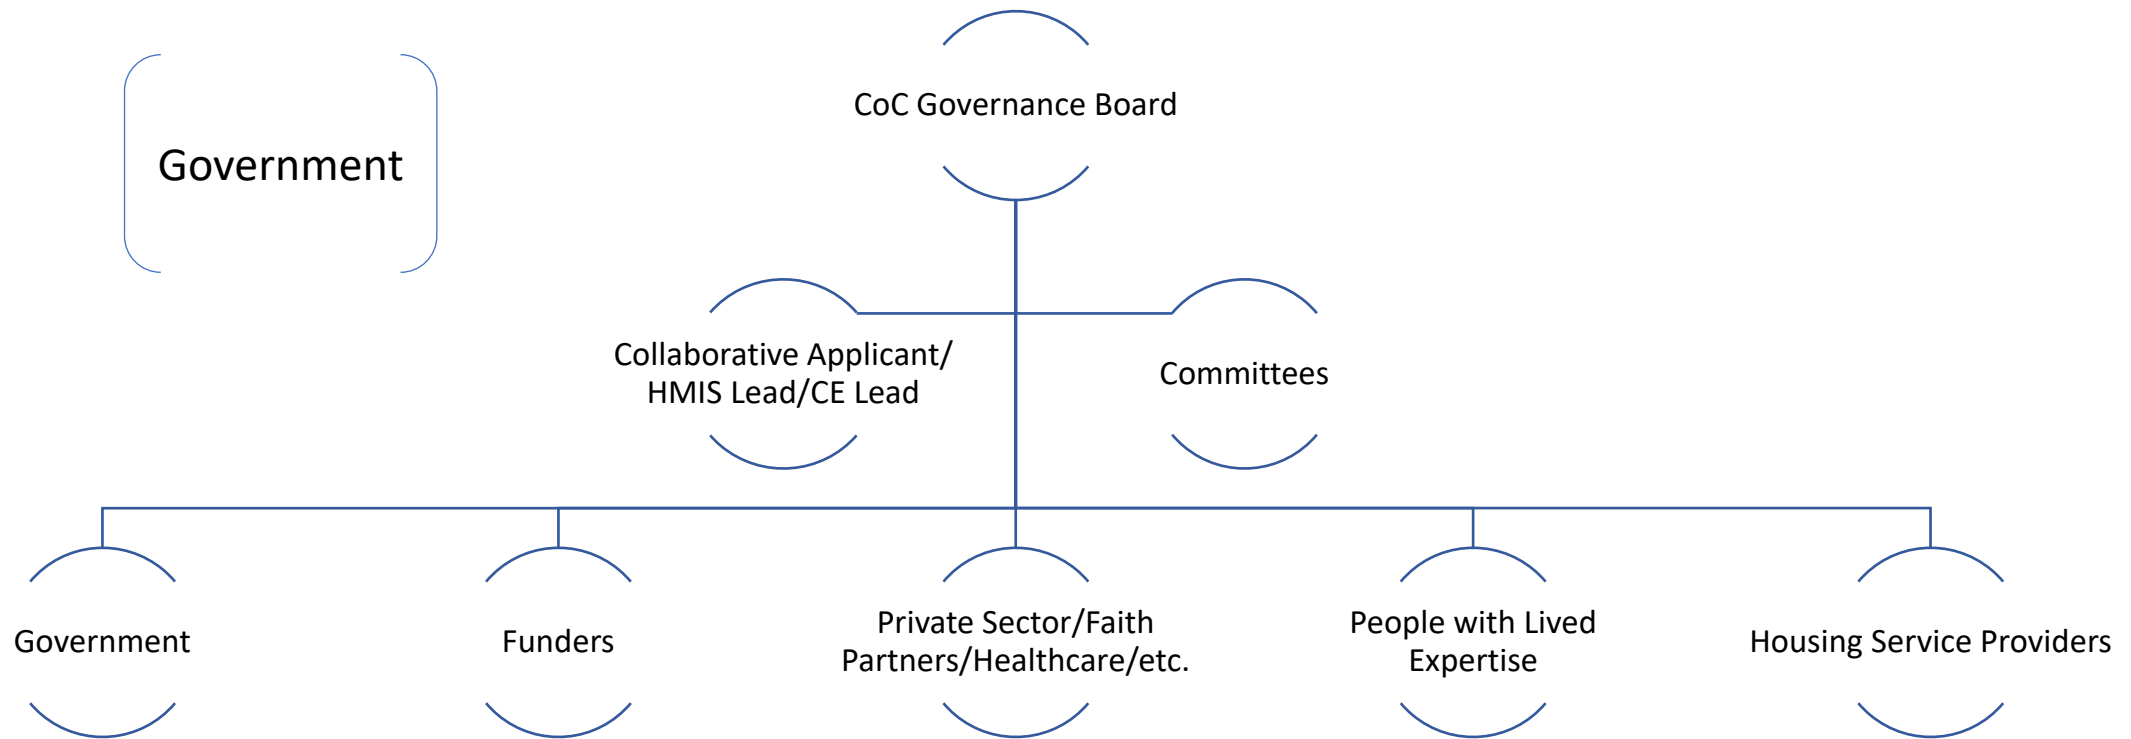 CoC Governance Board
Government
Collaborative Applicant/
HMIS Lead/CE Lead
Committees
Government
Funders
Private Sector/Faith
Partners/Healthcare/etc.
People with Lived
Expertise
Housing Service Providers